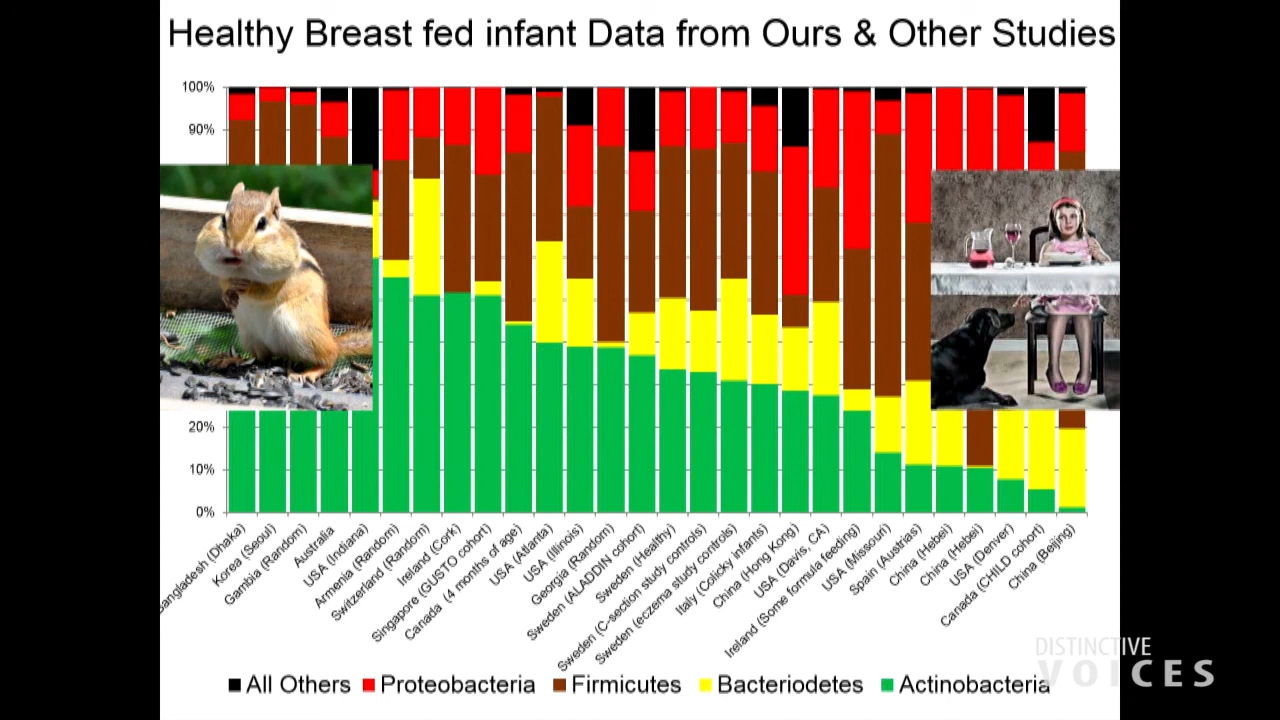 Healthy Breast fed infant Data from Ours & Other Studies
100%
90%
20%
10%
0%
Bangladesh (Dhaka)
Korea (Seoul)
Gambia (Random)
Australia
USA (Indiana)
Armenia (Random)
Switzerland (Random)
Ireland (Cork)
Singapore (GUSTO cohort)
Canada (4 months of age)
USA (Atlanta)
USA (Illinois)
Georgia (Random)
Sweden (ALADDIN cohort)
Sweden (Healthy)
Sweden (C-section study controls)
Sweden (eczema study controls)
Italy (Colicky infants)
China (Hong Kong)
USA (Davis, CA)
Ireland (Some formula feeding)
USA (Missouri)
Spain (Austrias)
China (Hebei)
China (Hebei)
USA (Denver)
Canada (CHILD cohort)
China (Beijing)
All Others Proteobacteria Firmicutes Bacteriodetes Actinobacteria
DISTINCTIVE
VOICES